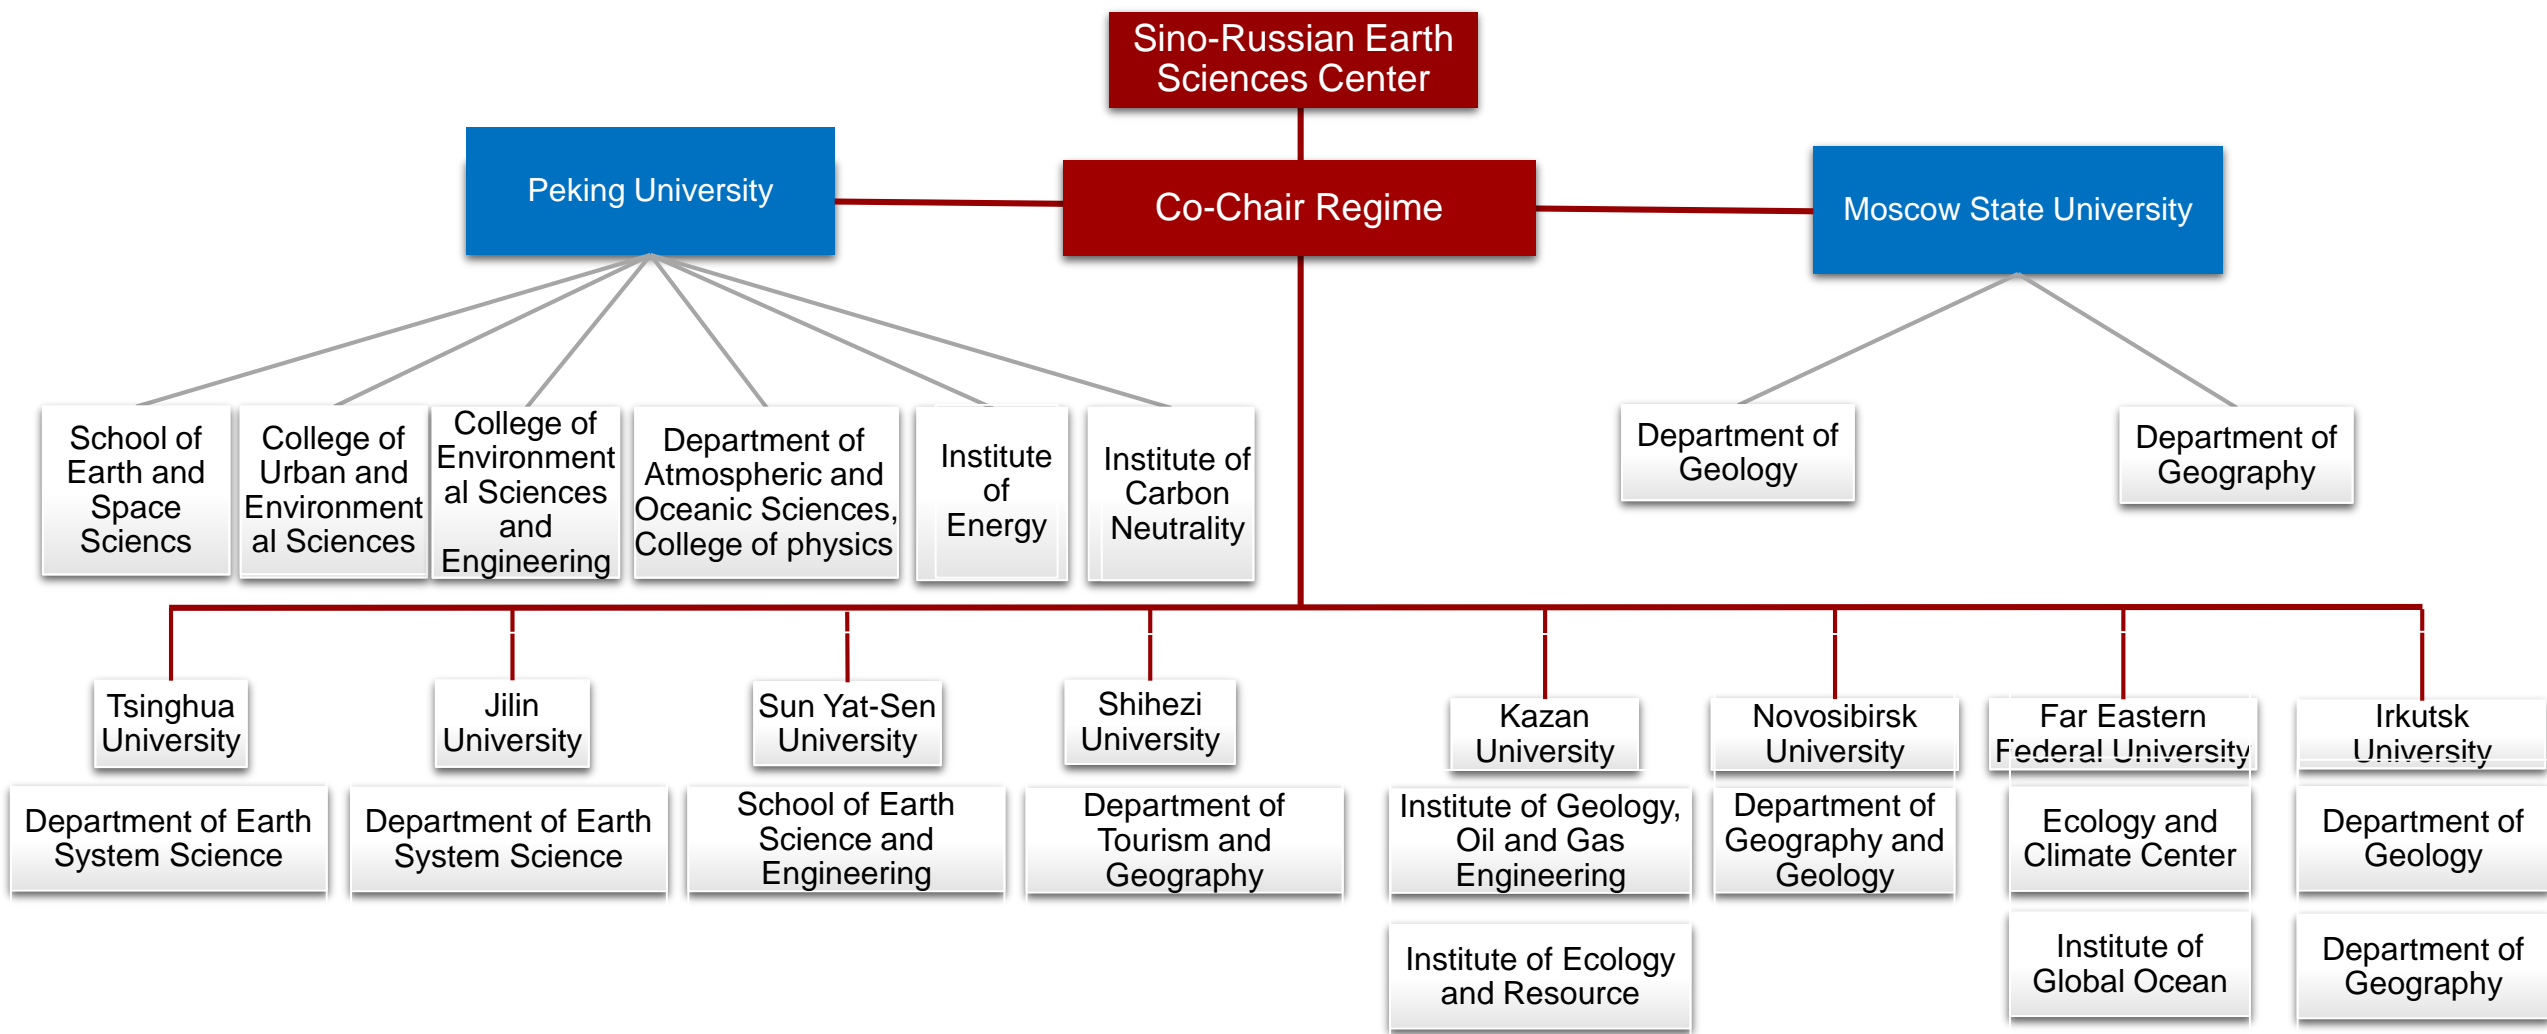 Sino-Russian Earth
Sciences Center
Peking University
Co-Chair Regime
Moscow State University
School of
Earth and
Space
Sciencs
College of
Urban and
Environment
al Sciences
College of
Environment
al Sciences
and
Engineering
Department of
Atmospheric and
Oceanic Sciences,
College of physics
Institute
of
Energy
Institute of
Carbon
Neutrality
Department of
Geology
Department of
Geography
Tsinghua
University
Jilin
University
Sun Yat-Sen
University
Shihezi
University
Kazan
University
Novosibirsk
University
Far Eastern
Federal University
Irkutsk
University
Department of Earth
System Science
Department of Earth
System Science
School of Earth
Science and
Engineering
Department of
Tourism and
Geography
Institute of Geology,
Oil and Gas
Engineering
Department of
Geography and
Geology
Ecology and
Climate Center
Department of
Geology
Institute of Ecology
and Resource
Institute of
Global Ocean
Department of
Geography